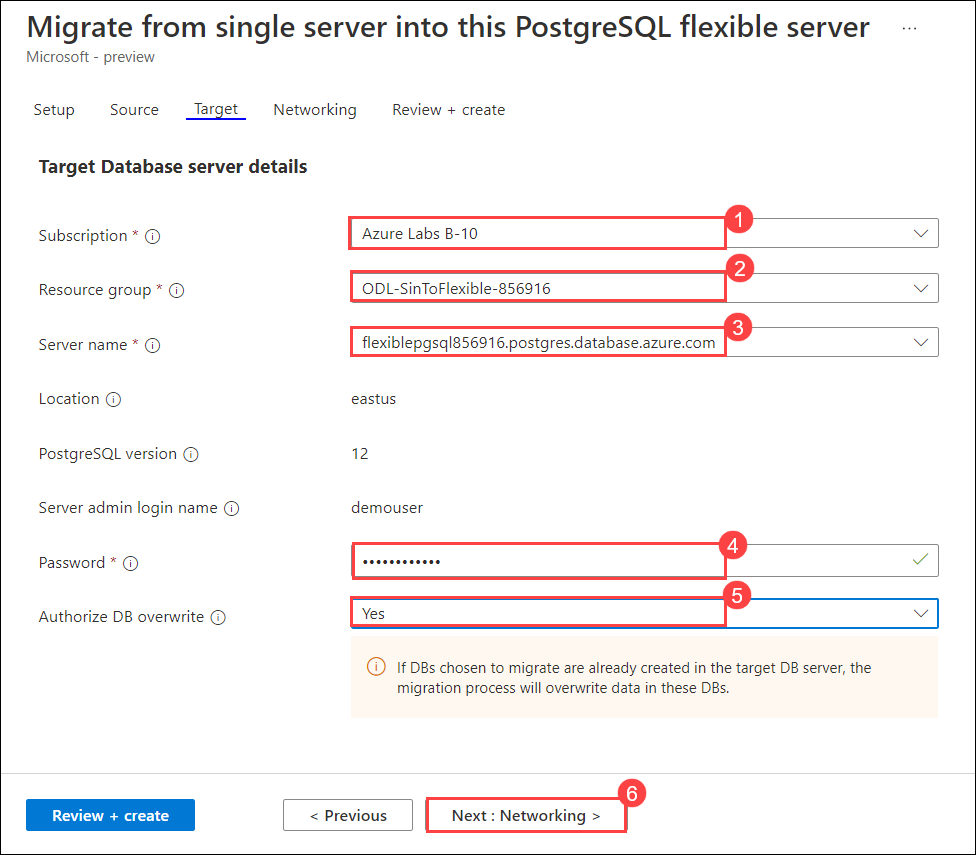 Migrate from single server into this PostgreSQL flexible server ...
Microsoft - preview
Setup Source Target Networking Review + create
Target Database server details
1
Subscription * Azure Labs B-10
2
Resource group * ODL-SinToFlexible-856916
3
Server name * flexiblepgsql856916.postgres.database.azure.com
Location eastus
PostgreSQL version 12
Server admin login name demouser
4
Password * ••••••••••••
5
Authorize DB overwrite Yes
If DBs chosen to migrate are already created in the target DB server, the
migration process will overwrite data in these DBs.
6
Review + create < Previous Next : Networking >